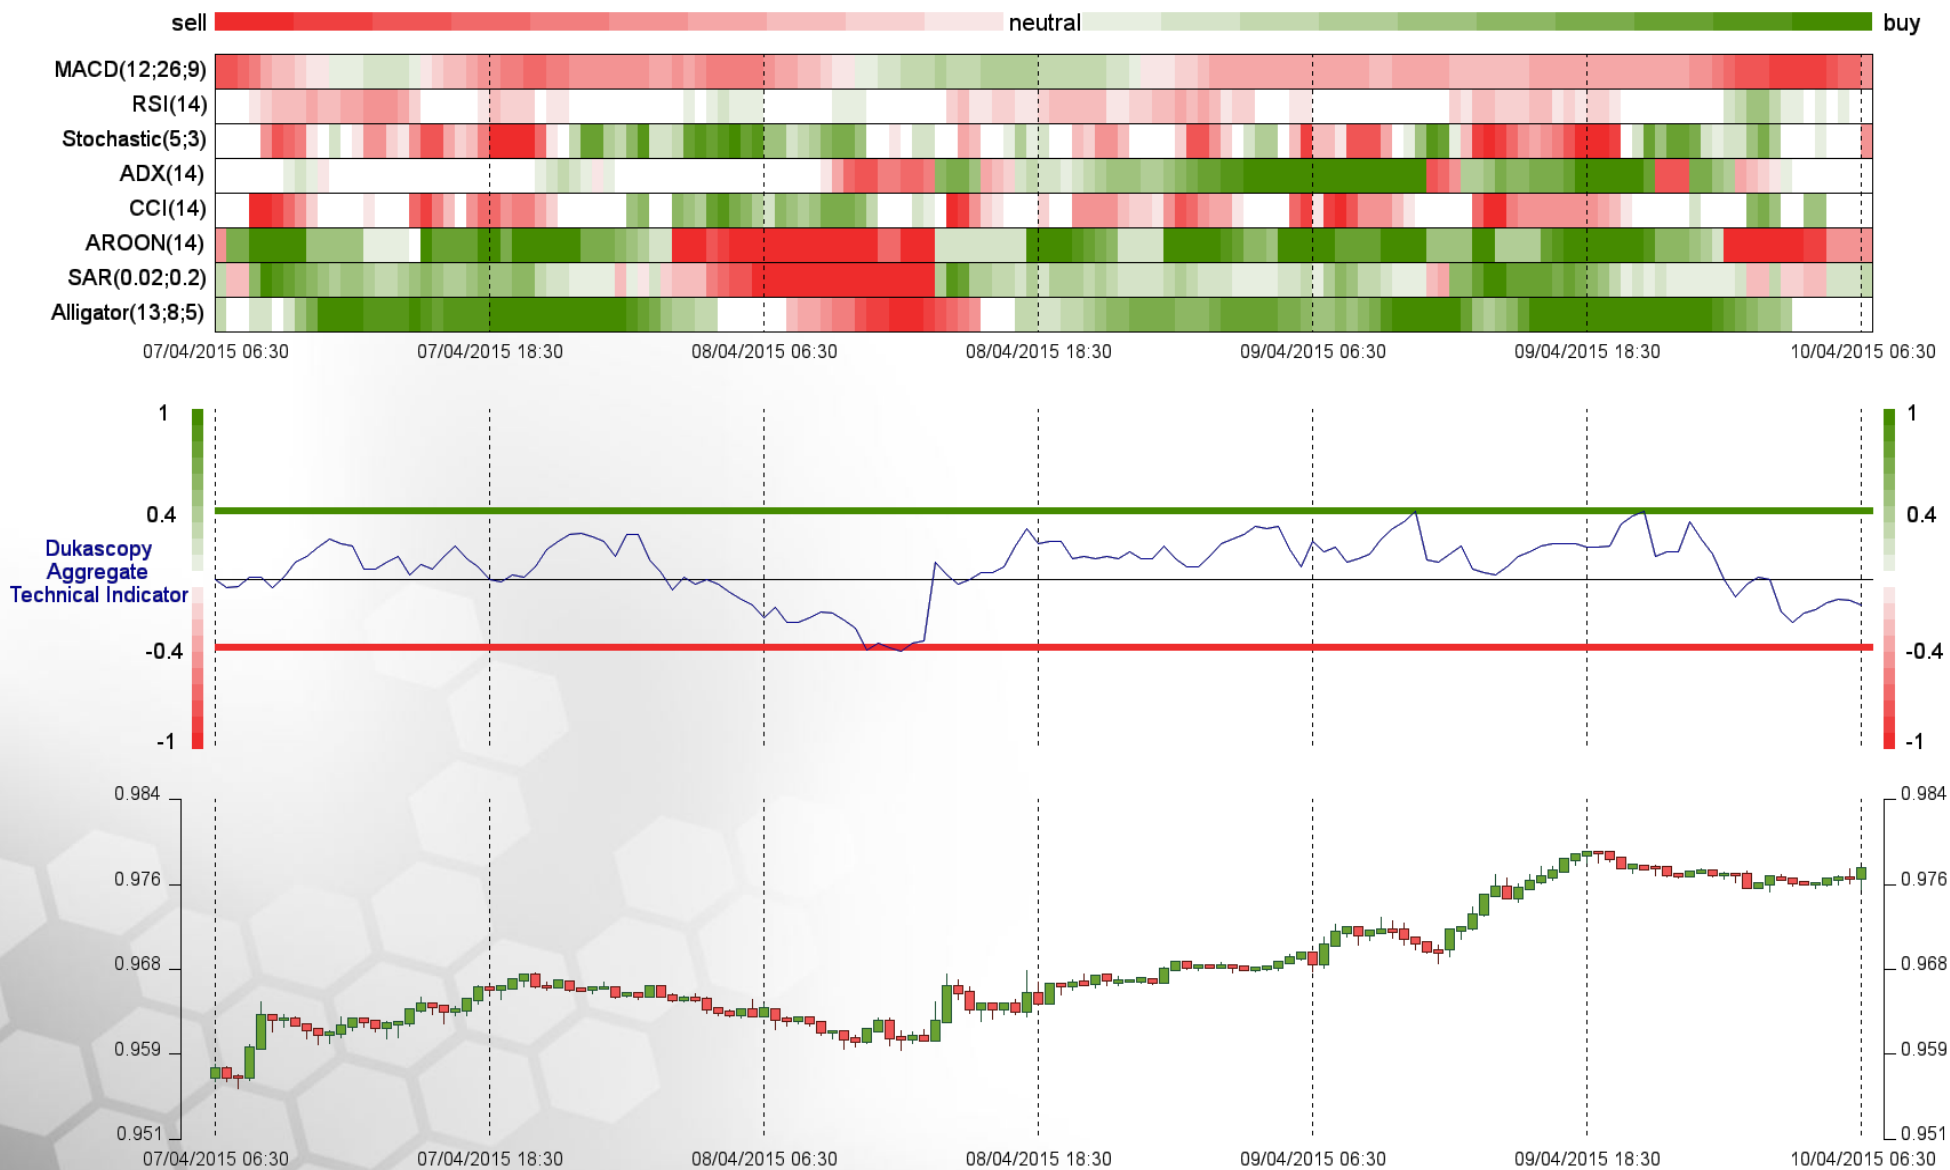 sell neutral buy
MACD(12;26;9)
RSI(14)
Stochastic(5;3)
ADX(14)
CCI(14)
AROON(14)
SAR(0.02;0.2)
Alligator(13;8;5)
07/04/2015 06:30 07/04/2015 18:30 08/04/2015 06:30 08/04/2015 18:30 09/04/2015 06:30 09/04/2015 18:30 10/04/2015 06:30
1 1
0.4 0.4
Dukascopy
Aggregate
Technical Indicator
-0.4 -0.4
-1 -1
0.984 0.984
0.976 0.976
0.968 0.968
0.959 0.959
0.951 0.951
07/04/2015 06:30 07/04/2015 18:30 08/04/2015 06:30 08/04/2015 18:30 09/04/2015 06:30 09/04/2015 18:30 10/04/2015 06:30